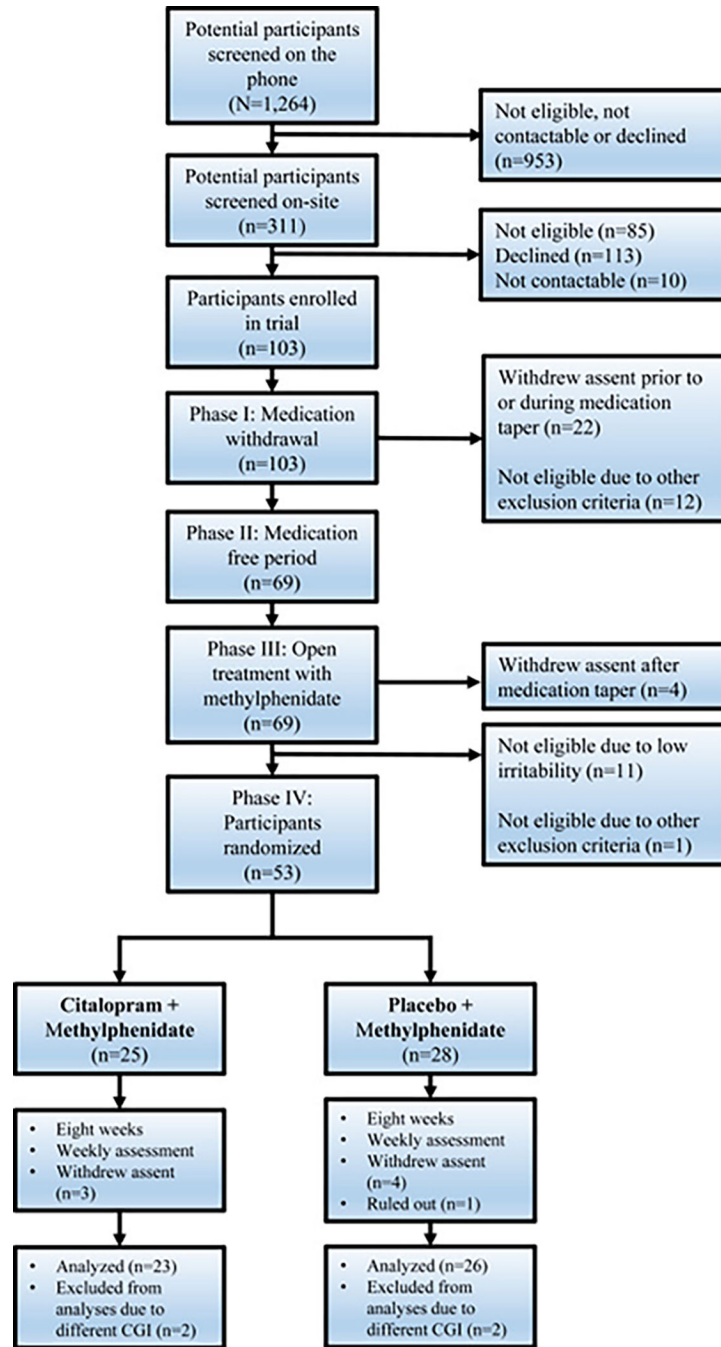 Potential participants
screened on the
phone
(N=1,264)
Not eligible, not
contactable or declined
(n=953)
Potential participants
screened on-site
(n=311)
Not eligible (n=85)
Declined (n=113)
Not contactable (n=10)
Participants enrolled
in trial
(n=103)
Withdrew assent prior to
or during medication
taper (n=22)
Not eligible due to other
exclusion criteria (n=12)
Phase I: Medication
withdrawal
(n=103)
Phase II: Medication
free period
(n=69)
Phase III: Open
treatment with
methylphenidate
(n=69)
Withdrew assent after
medication taper (n=4)
Not eligible due to low
irritability (n=11)
Not eligible due to other
exclusion criteria (n=1)
Phase IV:
Participants
randomized
(n=53)
Citalopram +
Methylphenidate
(n=25)
Placebo +
Methylphenidate
(n=28)
• Eight weeks
• Weekly assessment
• Withdrew assent
(n=3)
• Eight weeks
• Weekly assessment
• Withdrew assent
(n=4)
• Ruled out (n=1)
• Analyzed (n=23)
• Excluded from
analyses due to
different CGI (n=2)
• Analyzed (n=26)
• Excluded from
analyses due to
different CGI (n=2)